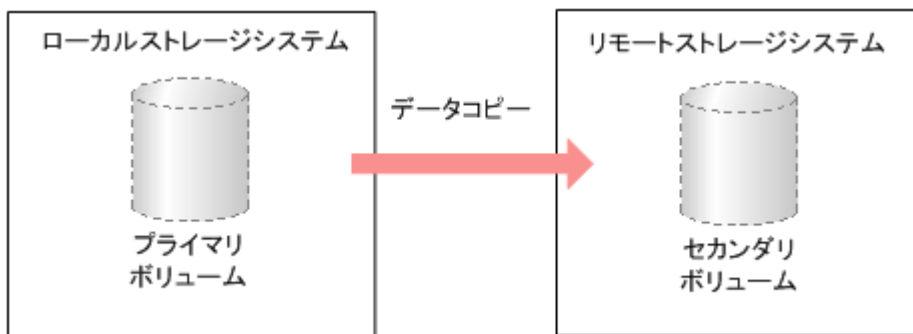 ローカルストレージシステム
リモートストレージシステム
データコピー
プライマリ
ボリューム
セカンダリ
ボリューム